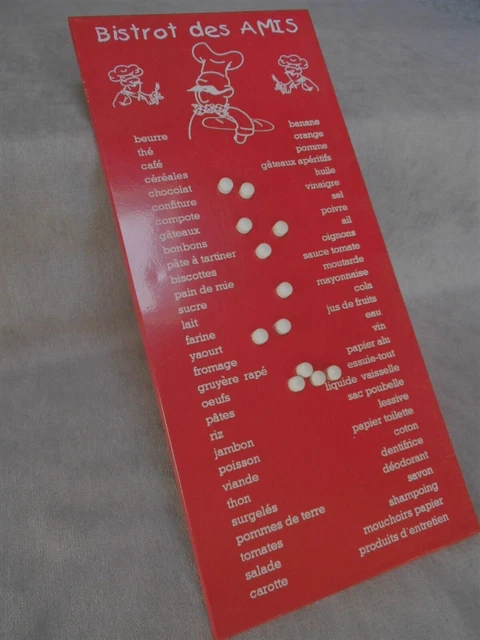 Bistrot des AMIS
beurre
thé
café
céréales
chocolat
confiture
compote
gâteaux
bonbons
pâte à tartiner
biscottes
pain de mie
sucre
lait
farine
yaourt
fromage
gruyère rapé
oeufs
pâtes
riz
jambon
poisson
viande
thon
surgelés
pommes de terre
tomates
salade
carotte
banane
orange
pomme
gâteaux apéritifs
huile
vinaigre
sel
poivre
ail
oignons
sauce tomate
moutarde
mayonnaise
cola
jus de fruits
eau
vin
papier alu
essuie-tout
liquide vaisselle
sac poubelle
lessive
papier toilette
coton
dentifrice
déodorant
savon
shampoing
mouchoirs papier
produits d'entretien